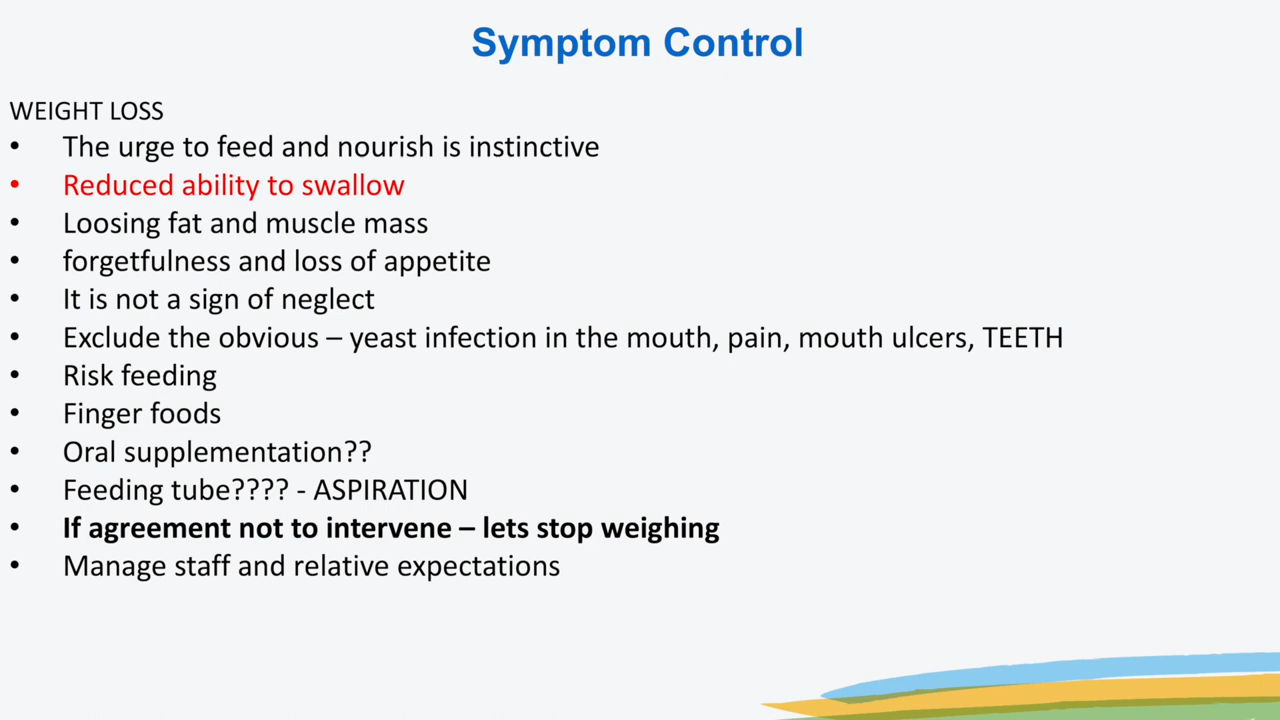 Symptom Control
WEIGHT LOSS
• The urge to feed and nourish is instinctive
• Reduced ability to swallow
• Loosing fat and muscle mass
• forgetfulness and loss of appetite
• It is not a sign of neglect
• Exclude the obvious – yeast infection in the mouth, pain, mouth ulcers, TEETH
• Risk feeding
• Finger foods
• Oral supplementation??
• Feeding tube???? - ASPIRATION
• If agreement not to intervene – lets stop weighing
• Manage staff and relative expectations